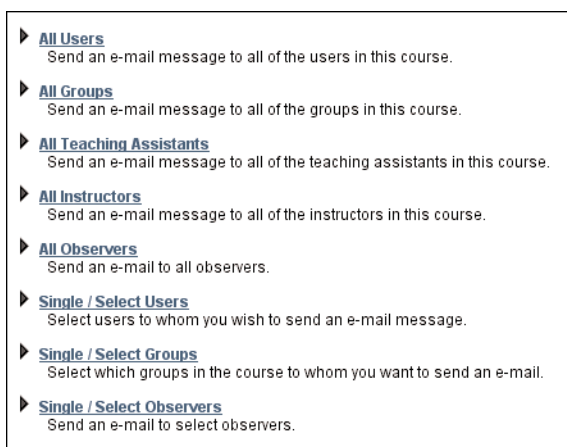 All Users
Send an e-mail message to all of the users in this course.
All Groups
Send an e-mail message to all of the groups in this course.
All Teaching Assistants
Send an e-mail message to all of the teaching assistants in this course.
All Instructors
Send an e-mail message to all of the instructors in this course.
All Observers
Send an e-mail to all observers.
Single / Select Users
Select users to whom you wish to send an e-mail message.
Single / Select Groups
Select which groups in the course to whom you want to send an e-mail.
Single / Select Observers
Send an e-mail to select observers.